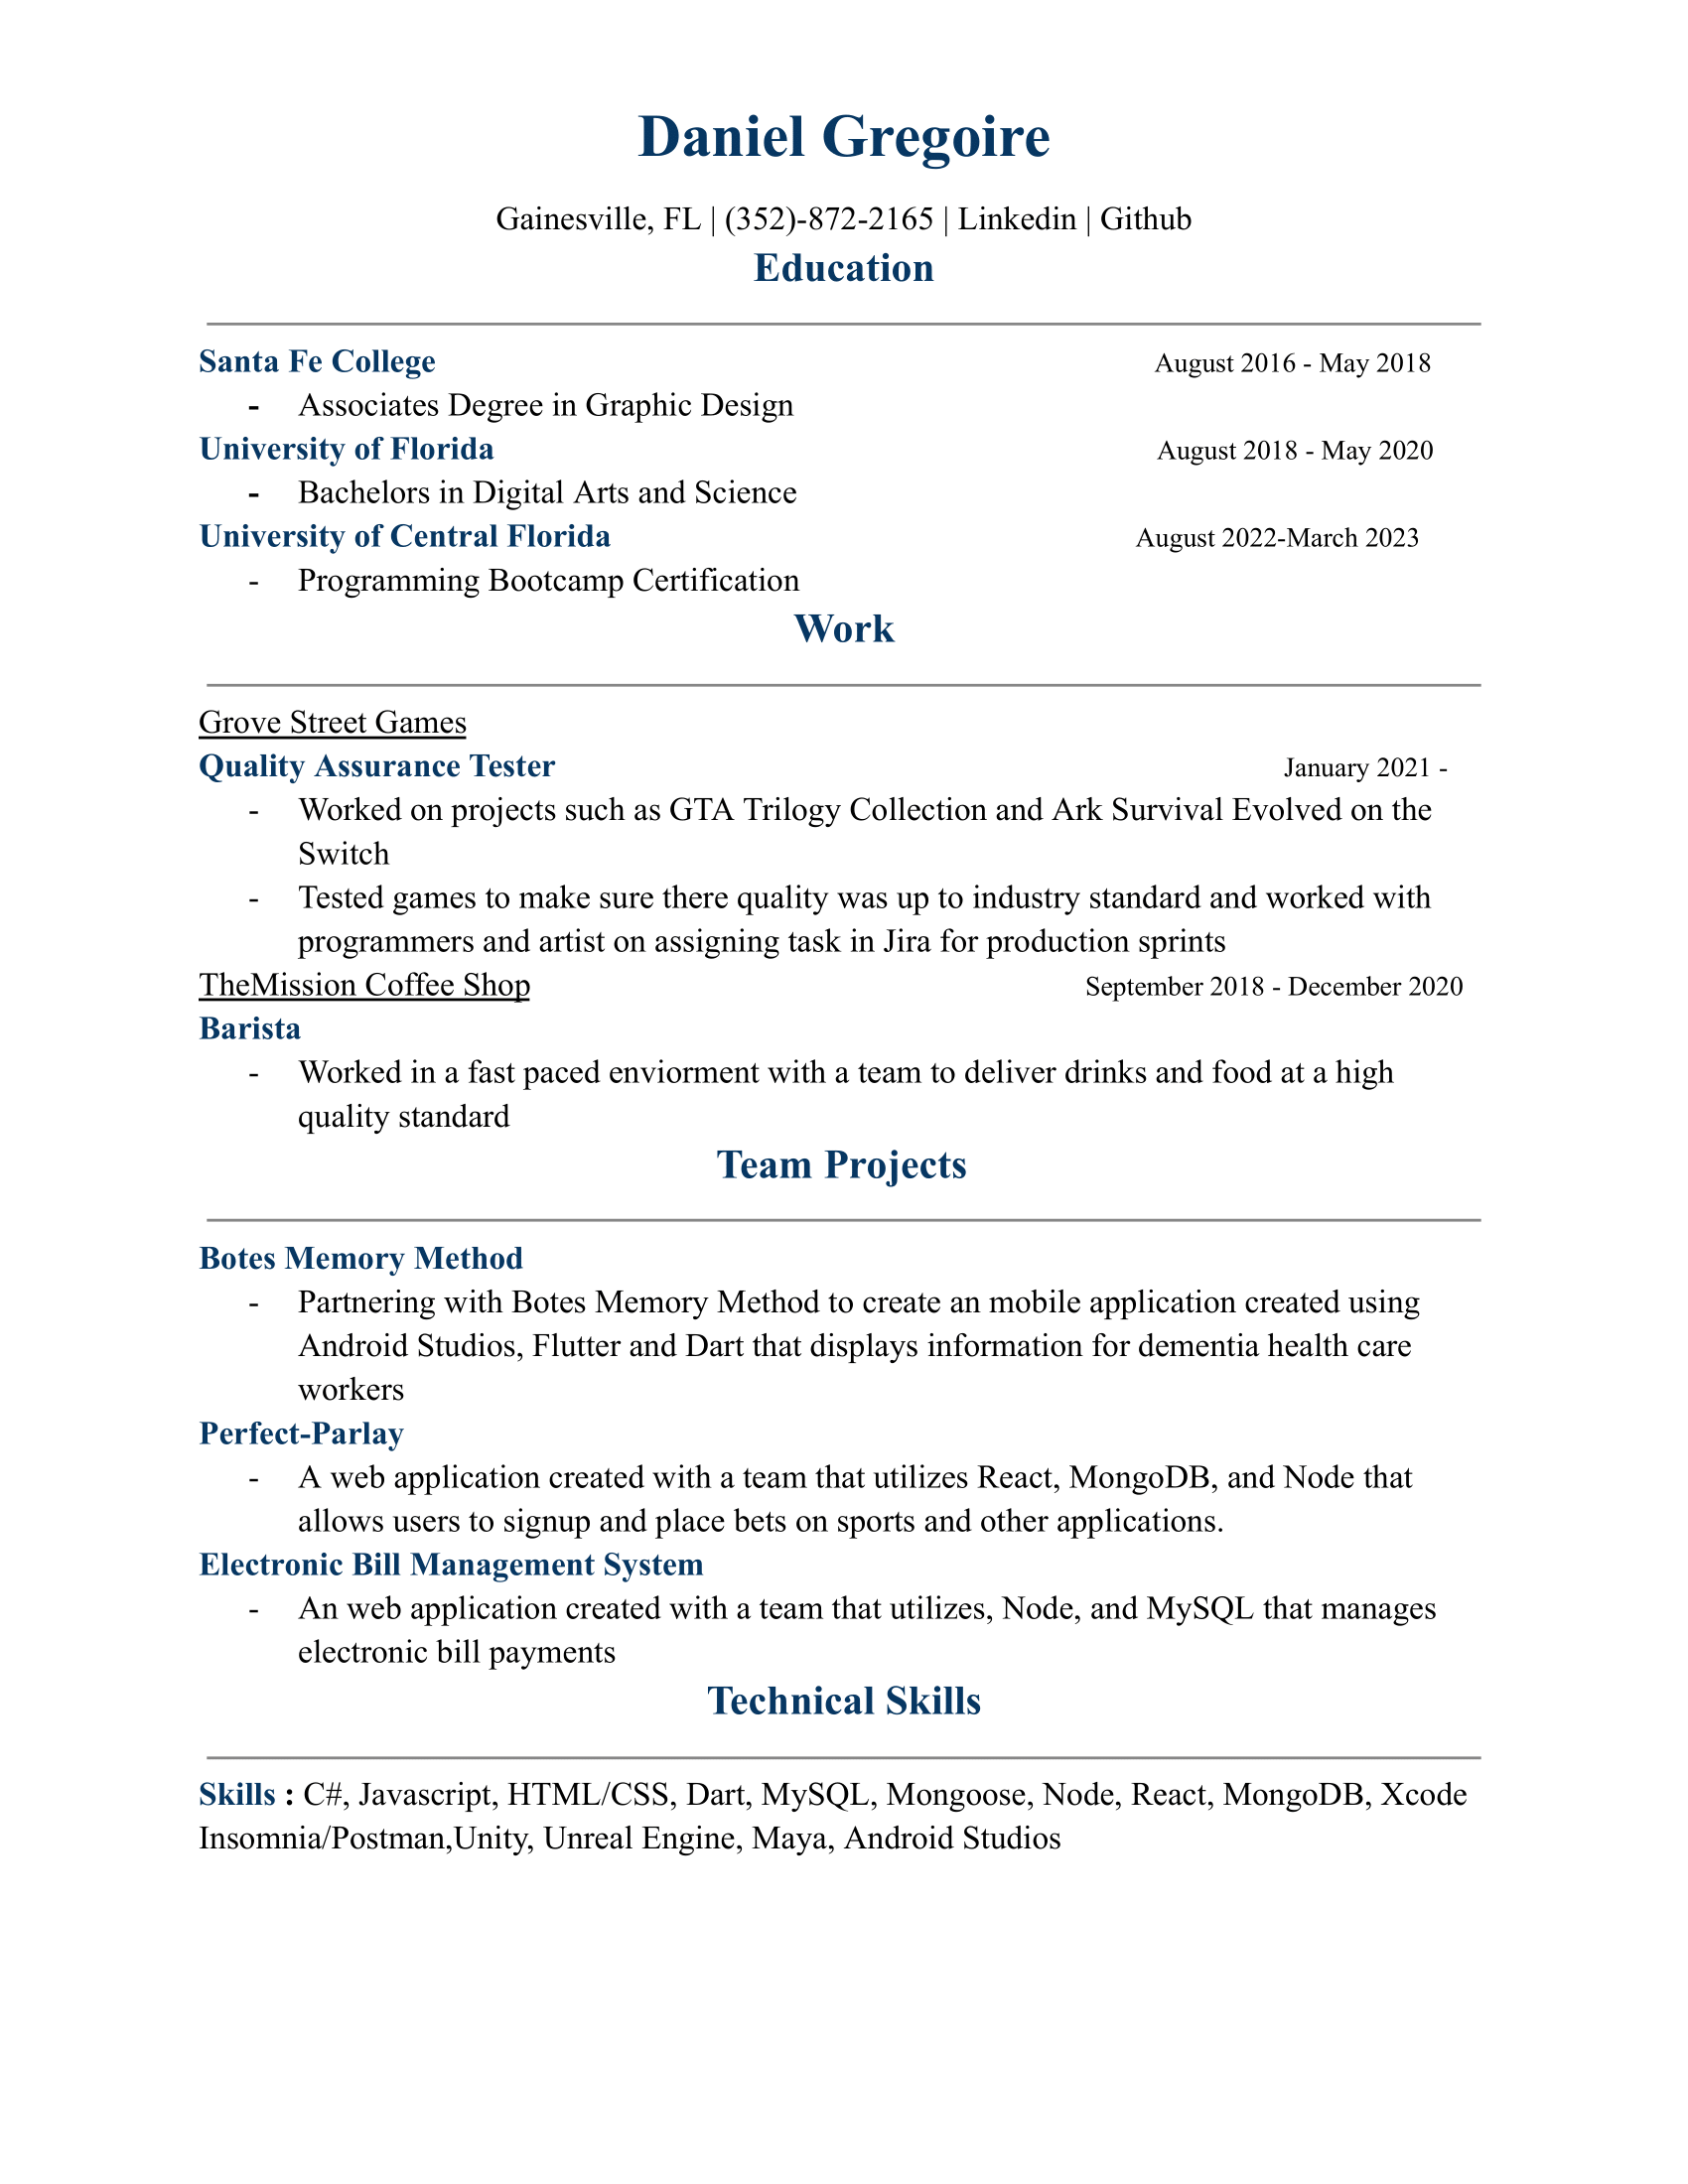 Daniel Gregoire
Gainesville, FL | (352)-872-2165 | Linkedin | Github
Education
Santa Fe College August 2016 - May 2018
- Associates Degree in Graphic Design
University of Florida August 2018 - May 2020
- Bachelors in Digital Arts and Science
University of Central Florida August 2022-March 2023
- Programming Bootcamp Certification
Work
Grove Street Games
Quality Assurance Tester January 2021 -
- Worked on projects such as GTA Trilogy Collection and Ark Survival Evolved on the
Switch
- Tested games to make sure there quality was up to industry standard and worked with
programmers and artist on assigning task in Jira for production sprints
TheMission Coffee Shop September 2018 - December 2020
Barista
- Worked in a fast paced enviorment with a team to deliver drinks and food at a high
quality standard
Team Projects
Botes Memory Method
- Partnering with Botes Memory Method to create an mobile application created using
Android Studios, Flutter and Dart that displays information for dementia health care
workers
Perfect-Parlay
- A web application created with a team that utilizes React, MongoDB, and Node that
allows users to signup and place bets on sports and other applications.
Electronic Bill Management System
- An web application created with a team that utilizes, Node, and MySQL that manages
electronic bill payments
Technical Skills
Skills : C#, Javascript, HTML/CSS, Dart, MySQL, Mongoose, Node, React, MongoDB, Xcode
Insomnia/Postman,Unity, Unreal Engine, Maya, Android Studios